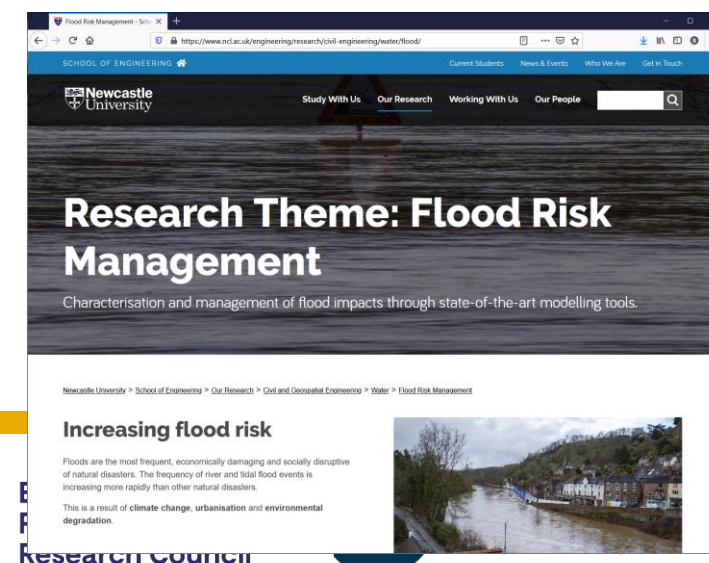 Flood Risk Management - Sch
https://www.ncl.ac.uk/engineering/research/civil-engineering/water/flood/
SCHOOL OF ENGINEERING
Current Students News & Events Who We Are Get in Touch
Newcastle
University
Study With Us Our Research Working With Us Our People
Research Theme: Flood Risk
Management
Characterisation and management of flood impacts through state-of-the-art modelling tools.
Newcastle University > School of Engineering > Our Research > Civil and Geospatial Engineering > Water > Flood Risk Management
Increasing flood risk
Floods are the most frequent, economically damaging and socially disruptive
of natural disasters. The frequency of river and tidal flood events is
increasing more rapidly than other natural disasters.
This is a result of climate change, urbanisation and environmental
degradation.
E
Research Council